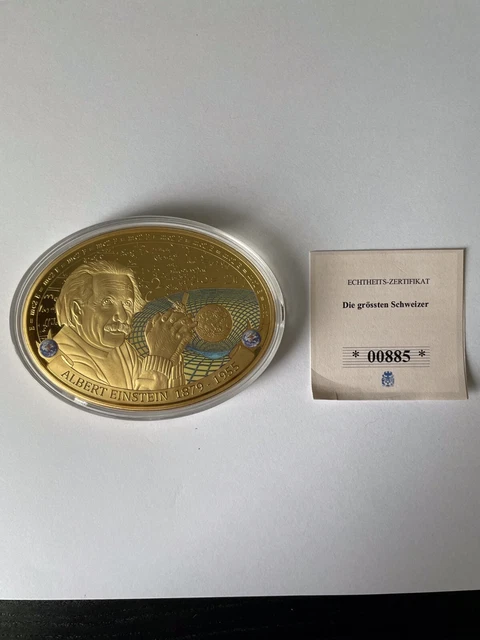 ALBERT EINSTEIN 1879 - 1955
ECHTHEITS-ZERTIFIKAT
Die grössten Schweizer
* 00885 *